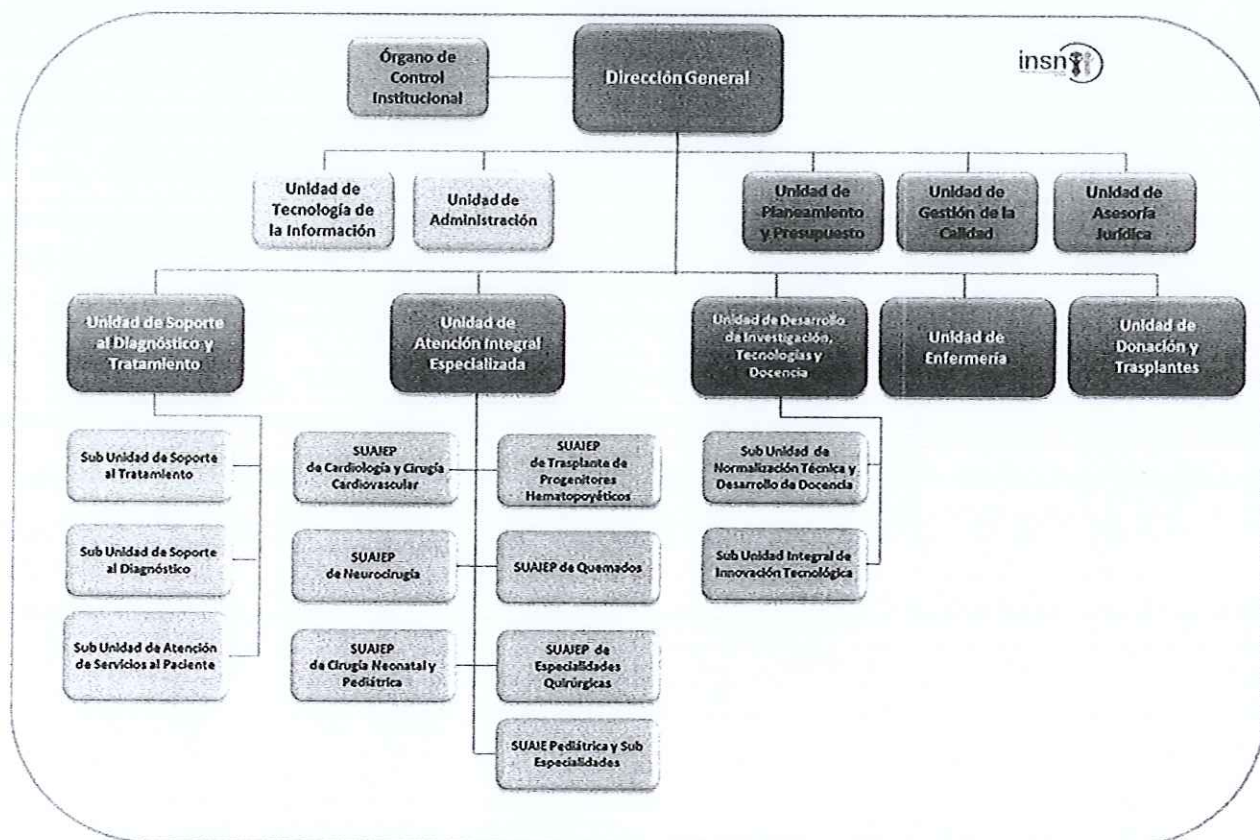 Órgano de
Control
Institucional
Dirección General
insn
Unidad de
Tecnología de
la Información
Unidad de
Administración
Unidad de
Planeamiento
y Presupuesto
Unidad de
Gestión de la
Calidad
Unidad de
Asesoría
Jurídica
Unidad de Soporte
al Diagnóstico y
Tratamiento
Unidad de
Atención Integral
Especializada
Unidad de Desarrollo
de Investigación,
Tecnologías y
Docencia
Unidad de
Enfermería
Unidad de
Donación y
Trasplantes
Sub Unidad de Soporte
al Tratamiento
Sub Unidad de Soporte
al Diagnóstico
Sub Unidad de Atención
de Servicios al Paciente
SUAIEP
de Cardiología y Cirugía
Cardiovascular
SUAIEP
de Trasplante de
Progenitores
Hematopoyéticos
SUAIEP
de Neurocirugía
SUAIEP de Quemados
SUAIEP
de Cirugía Neonatal y
Pediátrica
SUAIEP de
Especialidades
Quirúrgicas
SUAIE Pediátrica y Sub
Especialidades
Sub Unidad de
Normalización Técnica y
Desarrollo de Docencia
Sub Unidad Integral de
Innovación Tecnológica